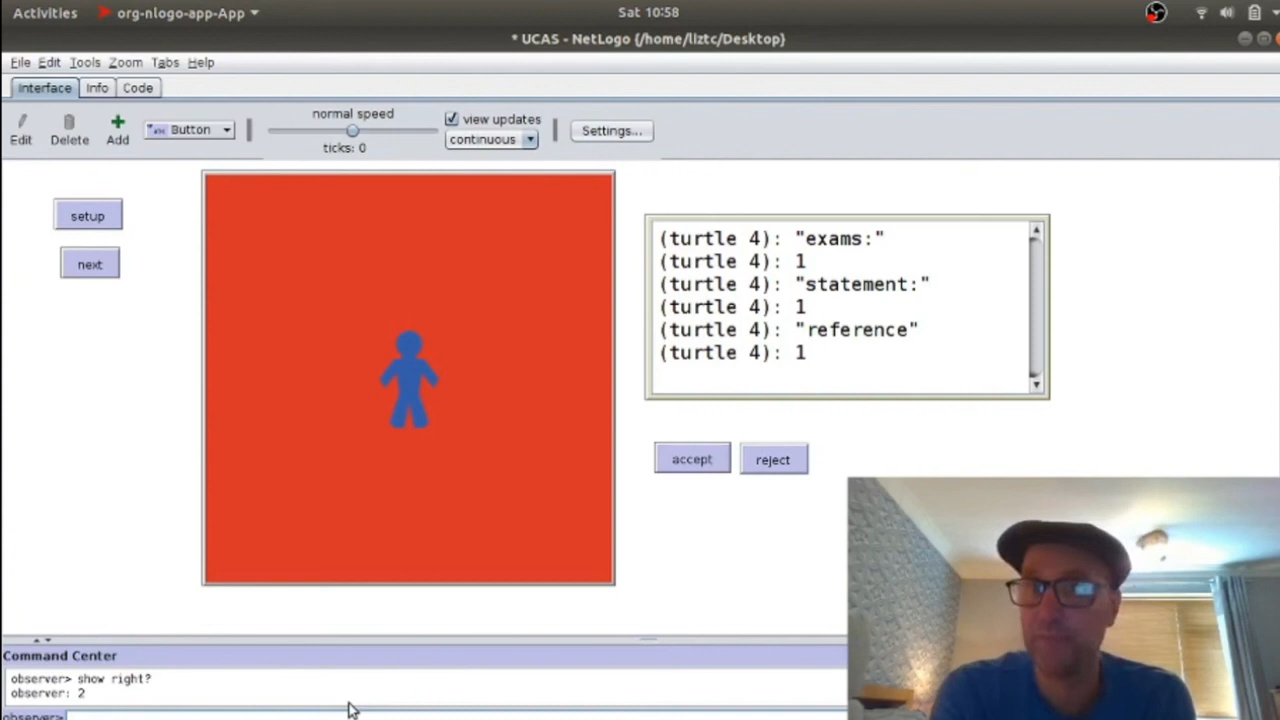 Activities org-nlogo-app-App Sat 10:58
* UCAS - NetLogo {/home/liztc/Desktop}
File Edit Tools Zoom Tabs Help
Interface Info Code
Edit Delete Add Button normal speed ticks: 0 view updates continuous Settings...
setup
next
(turtle 4): "exams:"
(turtle 4): 1
(turtle 4): "statement:"
(turtle 4): 1
(turtle 4): "reference"
(turtle 4): 1
accept reject
Command Center
observer> show right?
observer: 2
observer>